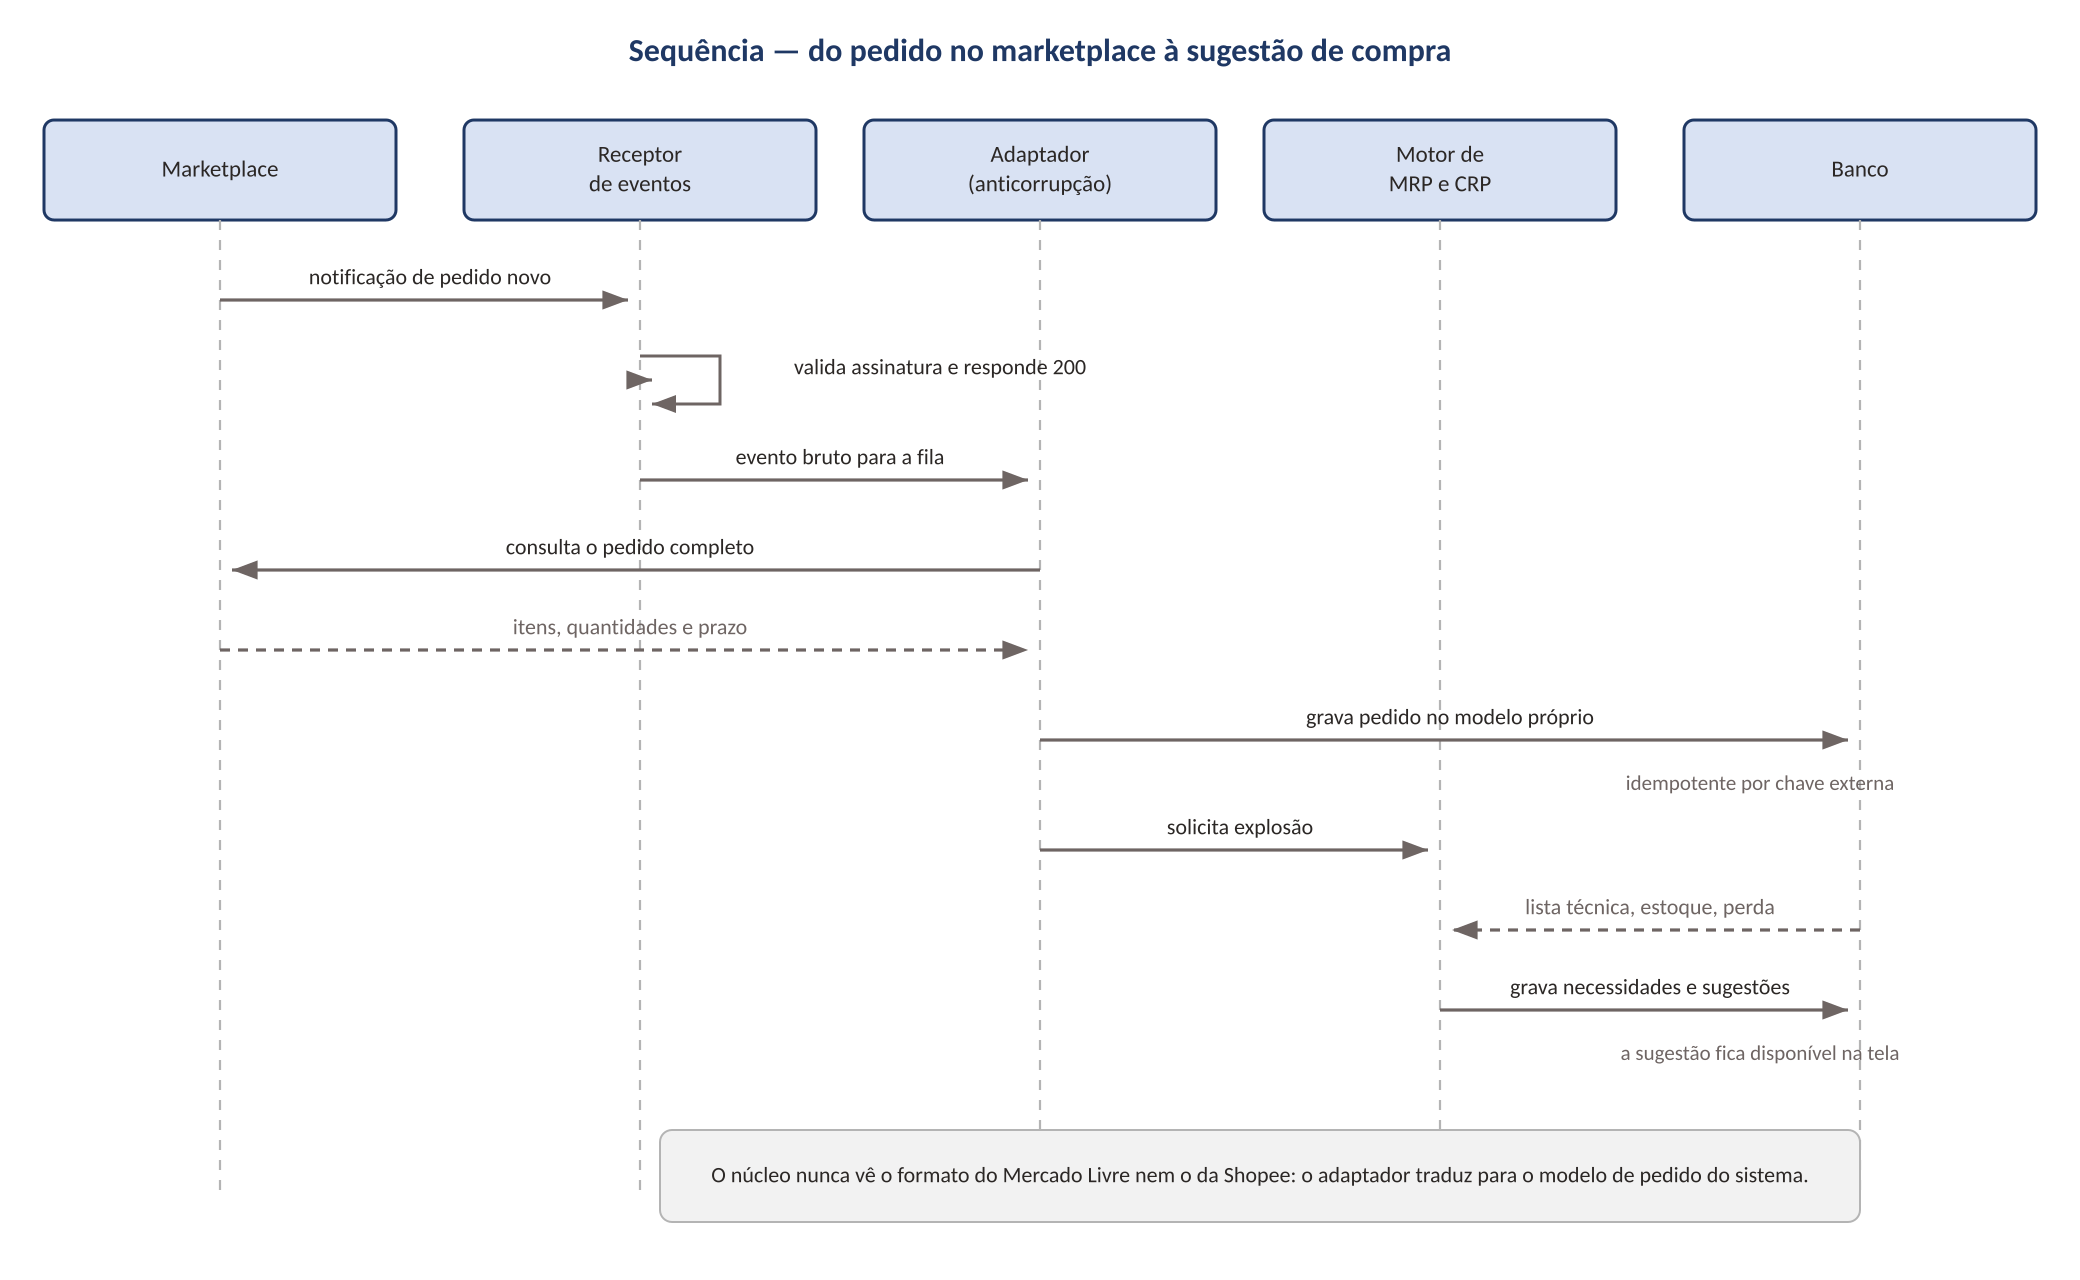 Sequência — do pedido no marketplace à sugestão de compra
Marketplace
Receptor
de eventos
Adaptador
(anticorrupção)
Motor de
MRP e CRP
Banco
notificação de pedido novo
valida assinatura e responde 200
evento bruto para a fila
consulta o pedido completo
itens, quantidades e prazo
grava pedido no modelo próprio
idempotente por chave externa
solicita explosão
lista técnica, estoque, perda
grava necessidades e sugestões
a sugestão fica disponível na tela
O núcleo nunca vê o formato do Mercado Livre nem o da Shopee: o adaptador traduz para o modelo de pedido do sistema.